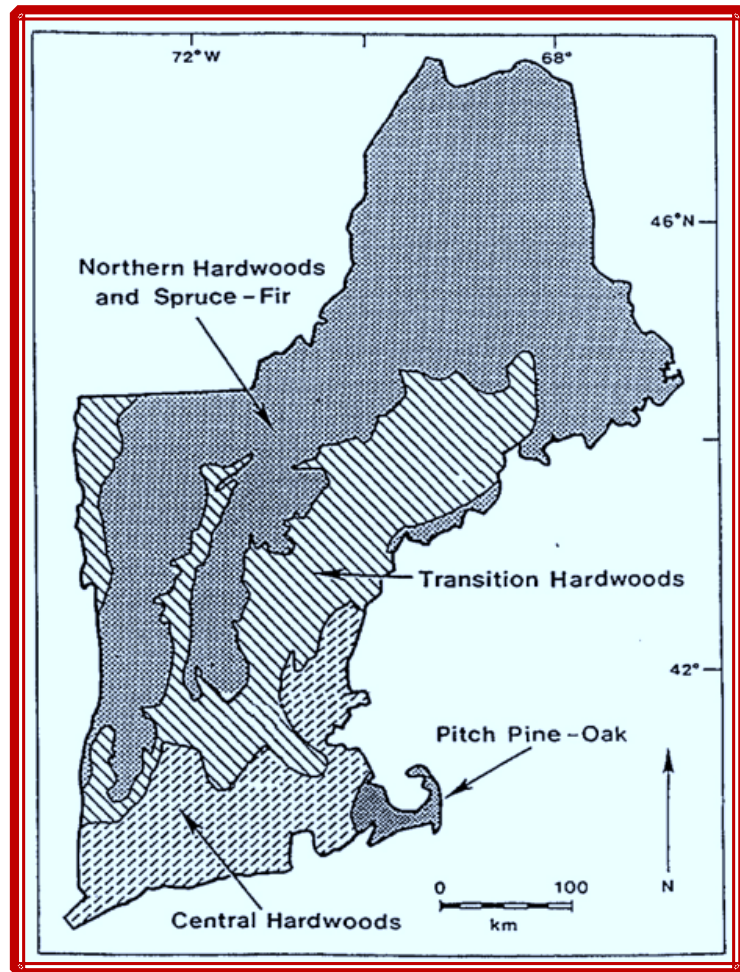 72°W
68°
46°N
Northern Hardwoods
and Spruce-Fir
Transition Hardwoods
42°
Pitch Pine-Oak
0 100
km
N
Central Hardwoods